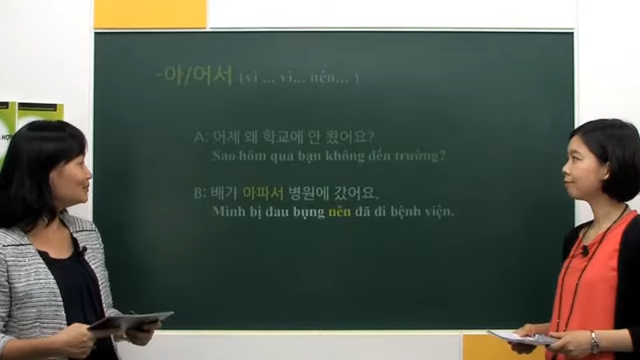 -아/어서 (vì ... vì... nên... )
A: 어제 왜 학교에 안 왔어요?
Sao hôm qua bạn không đến trường?
B: 배가 아파서 병원에 갔어요.
Mình bị đau bụng nên đã đi bệnh viện.